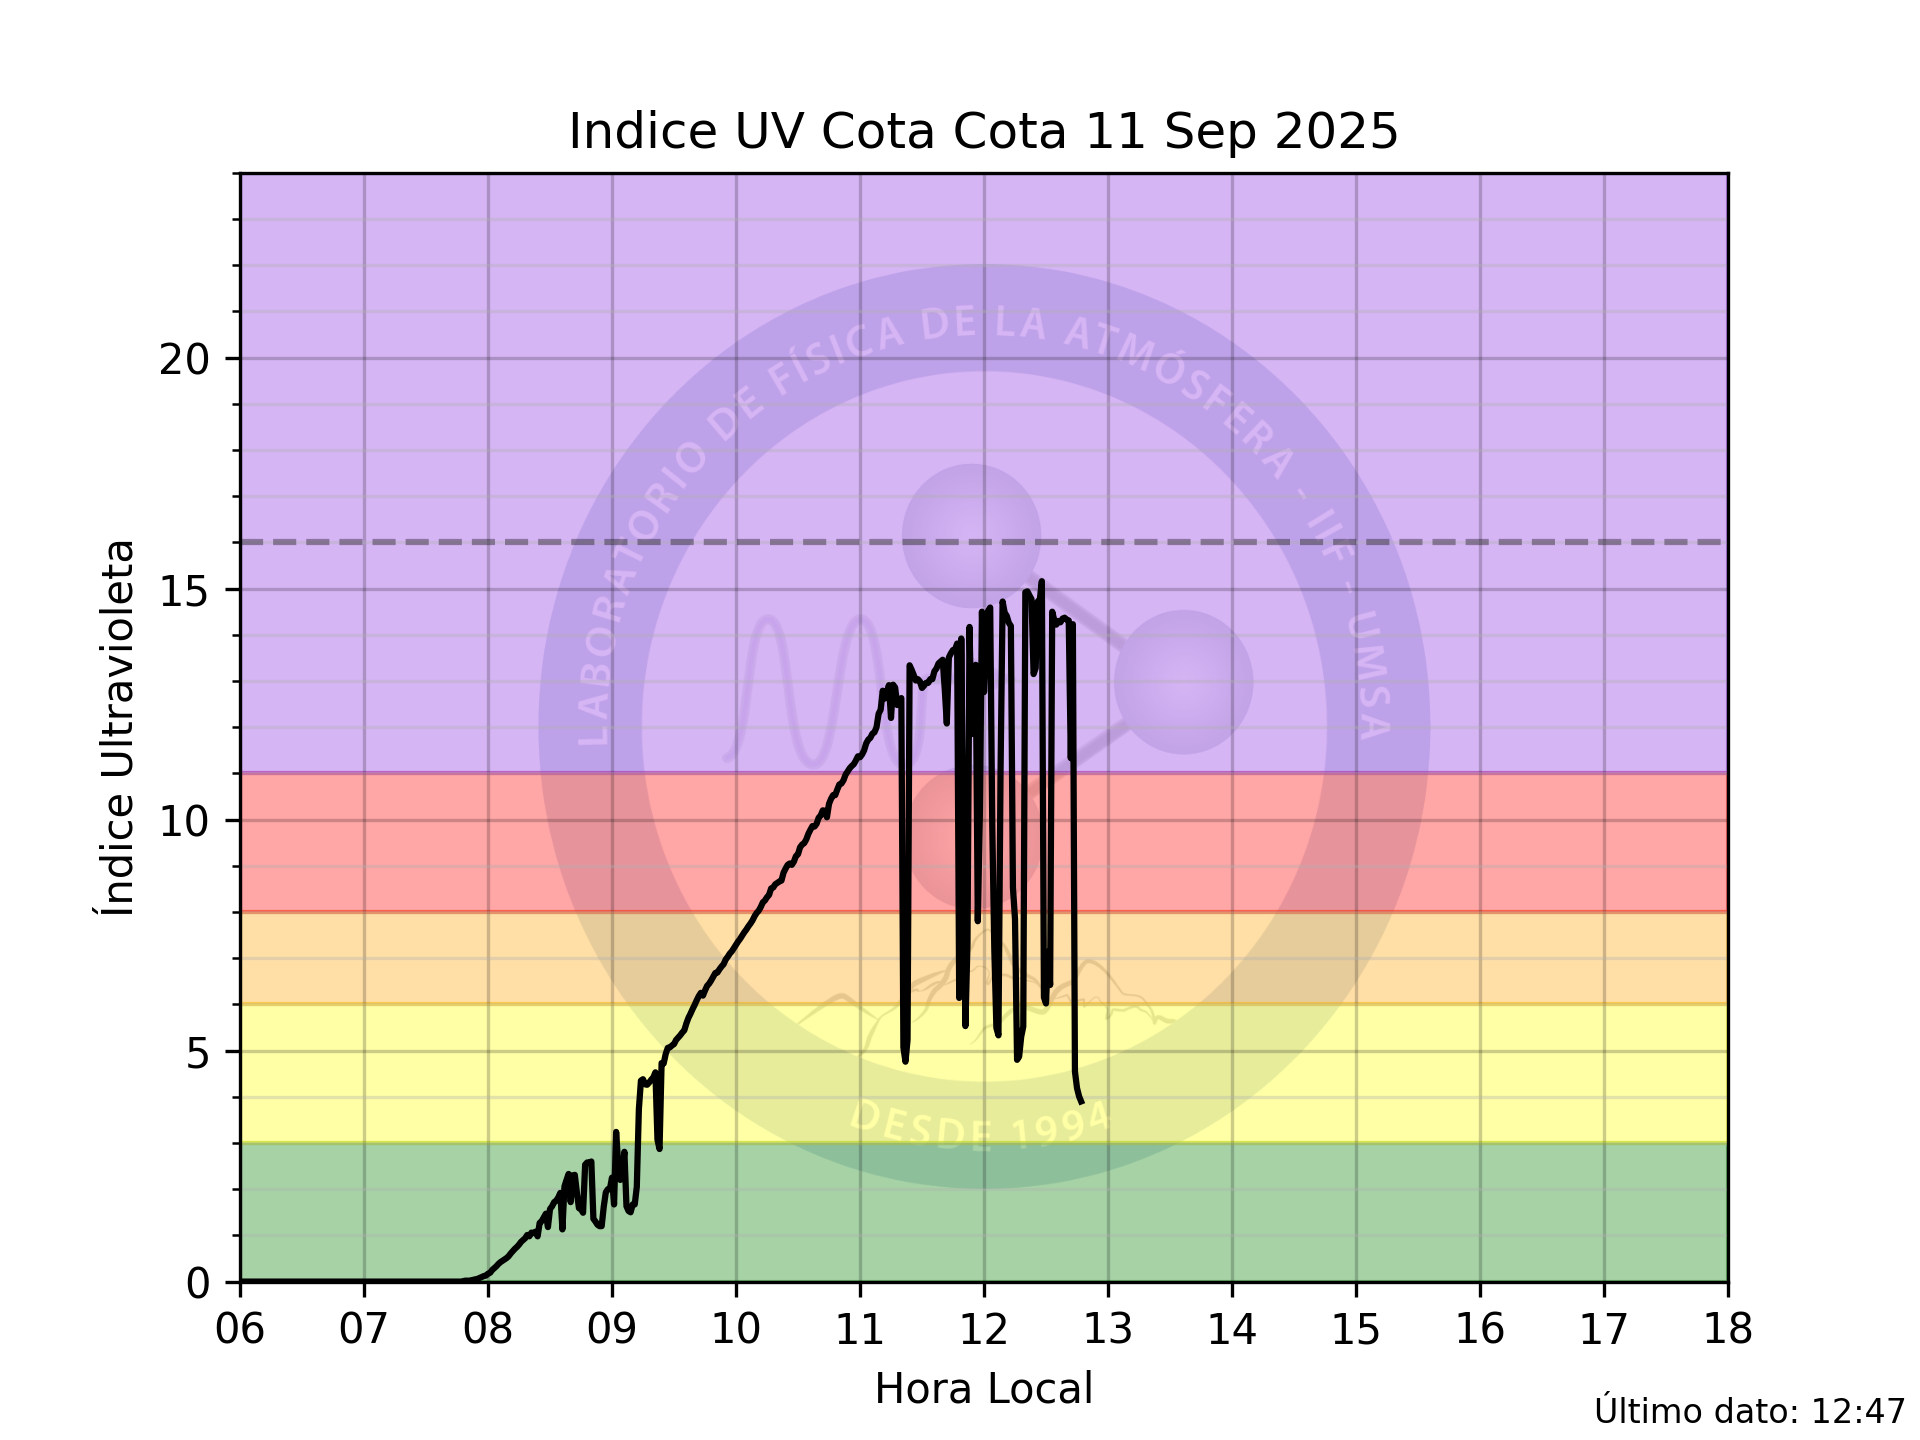 Indice UV Cota Cota 11 Sep 2025
LABORATORIO DE FÍSICA DE LA ATMÓSFERA - IIF - UMSA
DESDE 1994
Índice Ultravioleta
20
15
10
5
0
06 07 08 09 10 11 12 13 14 15 16 17 18
Hora Local
Último dato: 12:47